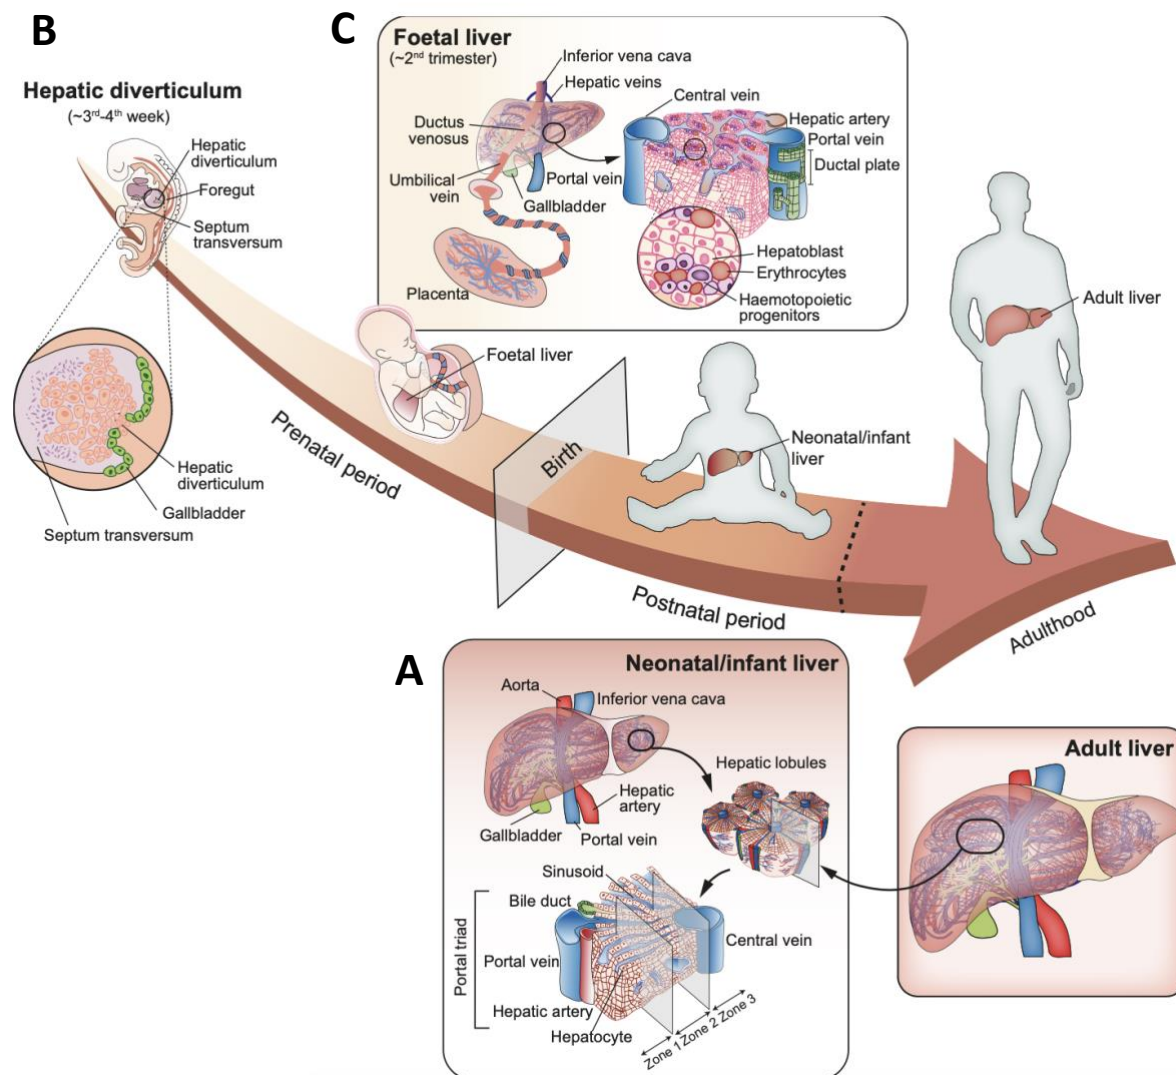 B
Hepatic diverticulum
(~3rd-4th week)
Hepatic
diverticulum
Foregut
Septum
transversum
Hepatic
diverticulum
Gallbladder
Septum transversum
C
Foetal liver
(~2nd trimester)
Inferior vena cava
Hepatic veins
Ductus
venosus
Umbilical
vein
Portal vein
Gallbladder
Placenta
Central vein
Hepatic artery
Portal vein
Ductal plate
Hepatoblast
Erythrocytes
Haemotopoietic
progenitors
Foetal liver
Prenatal period
Birth
Neonatal/infant
liver
Postnatal period
Adult liver
Adulthood
A
Neonatal/infant liver
Aorta
Inferior vena cava
Hepatic
artery
Gallbladder
Portal vein
Hepatic lobules
Sinusoid
Bile duct
Portal triad
Portal vein
Central vein
Hepatic artery
Hepatocyte
Zone 1
Zone 2
Zone 3
Adult liver